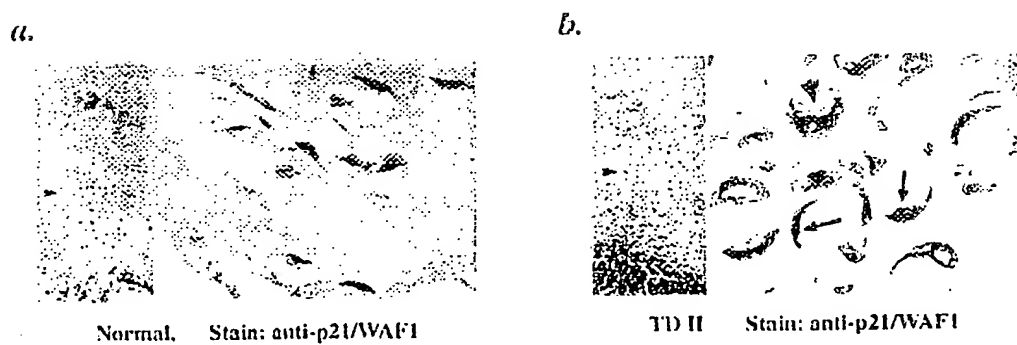 a.
b.
Normal, Stain: anti-p21/WAF1
TD II Stain: anti-p21/WAF1